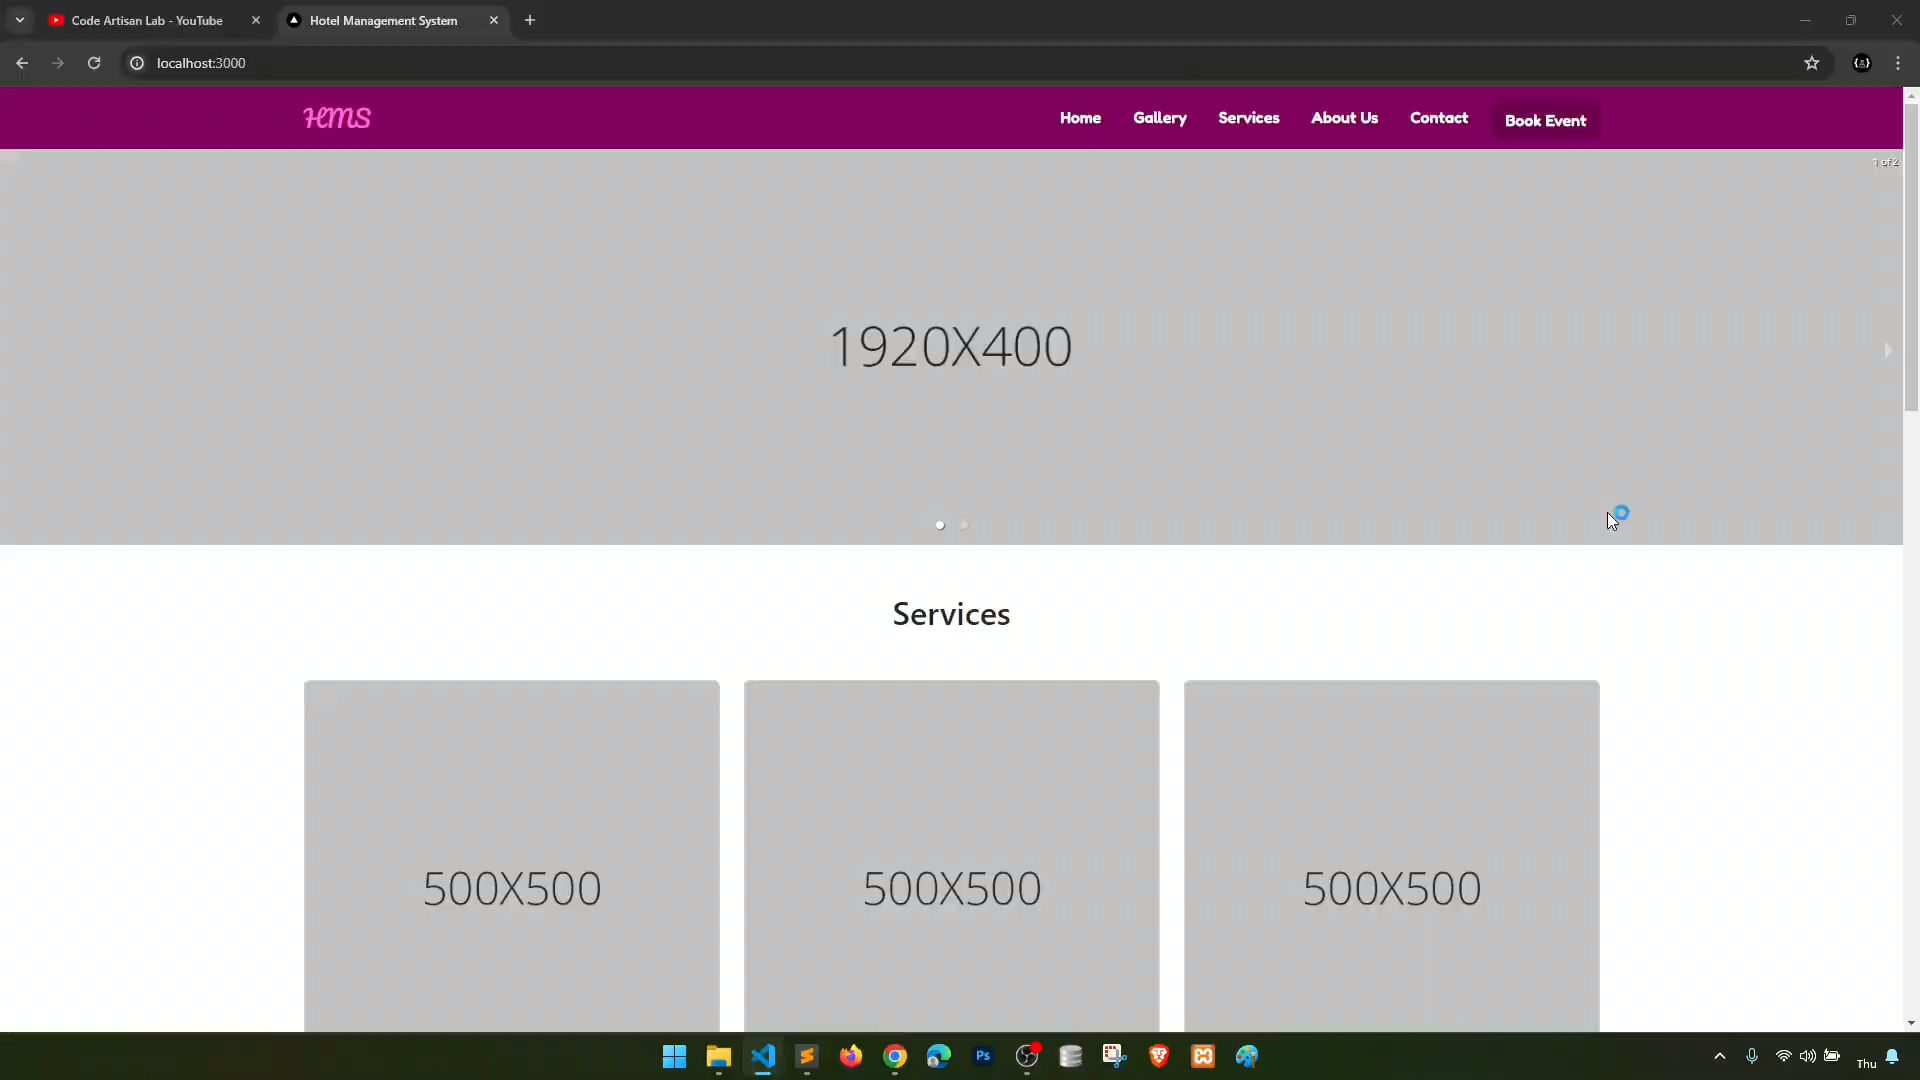 Code Artisan Lab - YouTube
Hotel Management System
localhost:3000
HMS
Home
Gallery
Services
About Us
Contact
Book Event
1 of 2
1920X400
Services
500X500
500X500
500X500
Ps
Thu